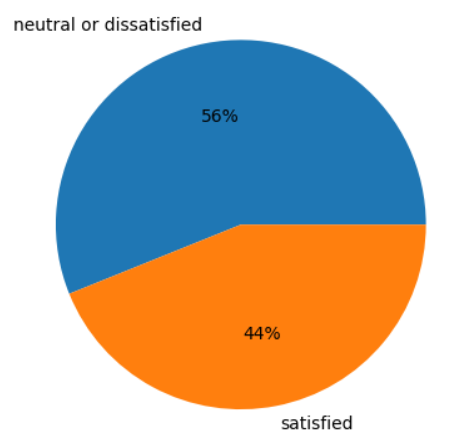 neutral or dissatisfied
56%
44%
satisfied